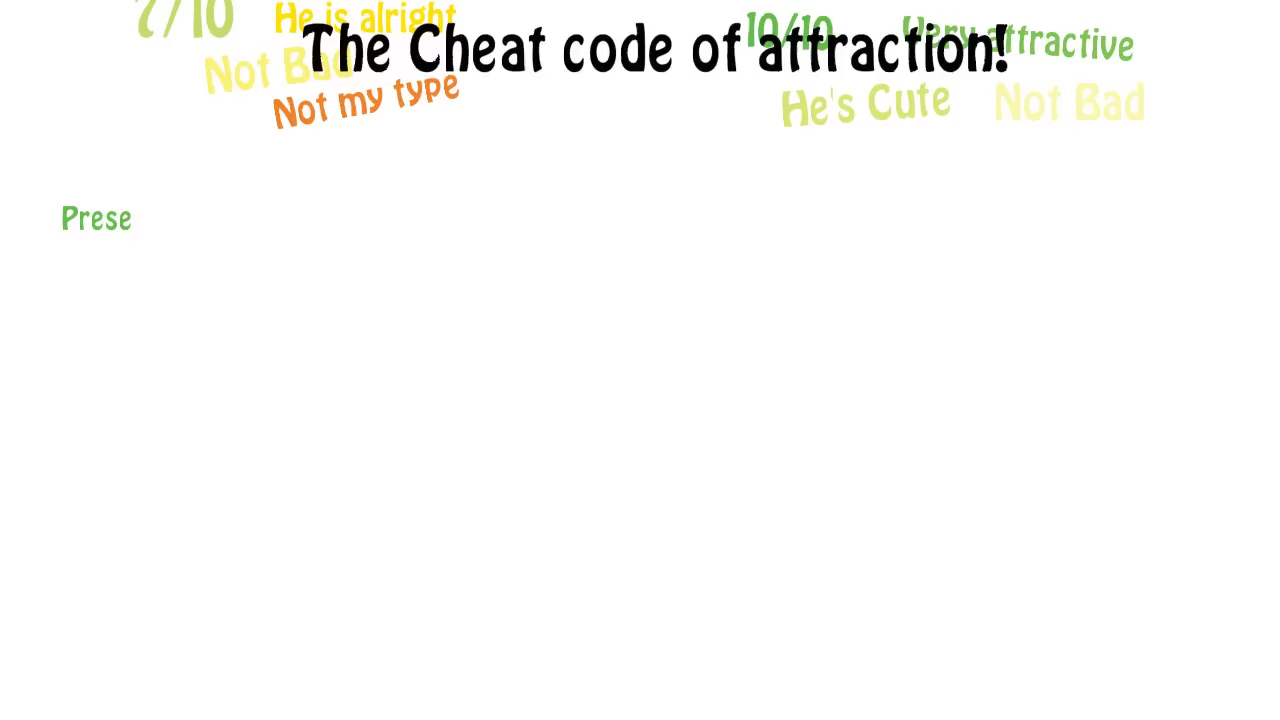 7/10
He is alright
10/10
Very attractive
The Cheat code of attraction!
Not Bad
Not my type
He's Cute
Not Bad
Prese